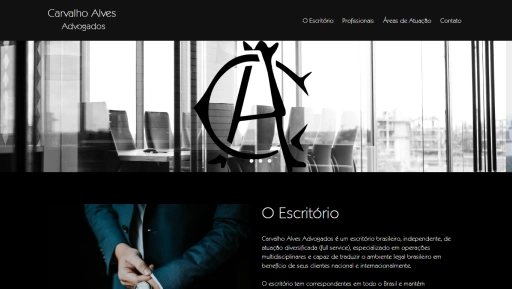 Carvalho Alves
Advogados
O Escritório Profissionais Áreas de Atuação Contato
CA
O Escritório
Carvalho Alves Advogados é um escritório brasileiro, independente, de
atuação diversificada (full service), especializado em operações
multidisciplinares e capaz de traduzir o ambiente legal brasileiro em
benefício de seus clientes nacional e internacionalmente.
O escritório tem correspondentes em todo o Brasil e mantém